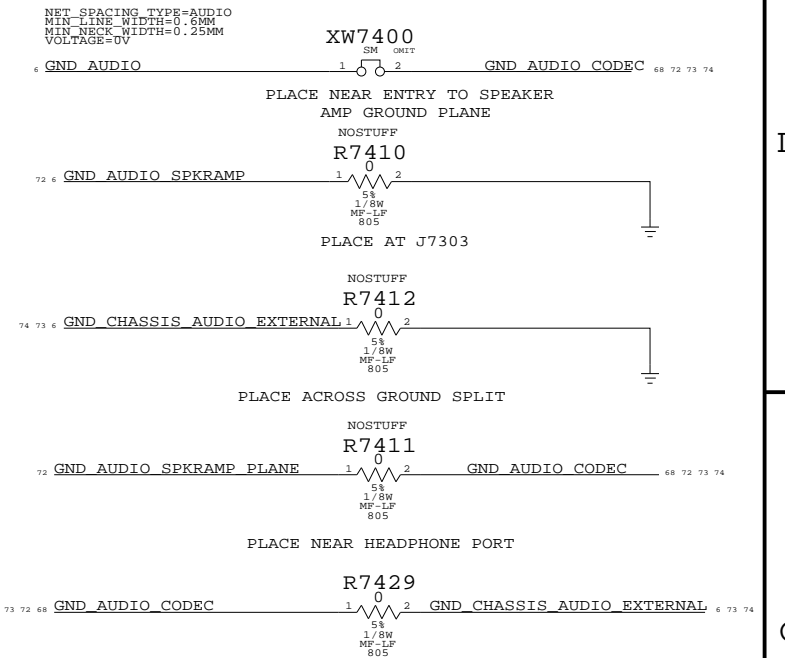 NET_SPACING_TYPE=AUDIO
MIN_LINE_WIDTH=0.6MM
MIN_NECK_WIDTH=0.25MM
VOLTAGE=0V
XW7400
SM OMIT
6 GND_AUDIO 1 2 GND_AUDIO_CODEC 68 72 73 74
PLACE NEAR ENTRY TO SPEAKER
AMP GROUND PLANE
NOSTUFF
R7410
0
72 6 GND_AUDIO_SPKRAMP 1 2
5%
1/8W
MF-LF
805
PLACE AT J7303
NOSTUFF
R7412
0
74 73 6 GND_CHASSIS_AUDIO_EXTERNAL 1 2
5%
1/8W
MF-LF
805
PLACE ACROSS GROUND SPLIT
NOSTUFF
R7411
0
72 GND_AUDIO_SPKRAMP_PLANE 1 2 GND_AUDIO_CODEC 68 72 73 74
5%
1/8W
MF-LF
805
PLACE NEAR HEADPHONE PORT
R7429
0
73 72 68 GND_AUDIO_CODEC 1 2 GND_CHASSIS_AUDIO_EXTERNAL 6 73 74
5%
1/8W
MF-LF
805